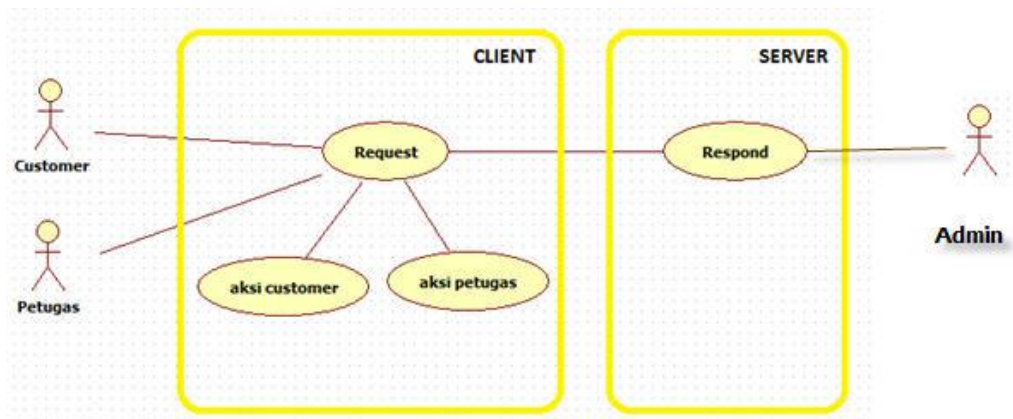 CLIENT
SERVER
Customer
Request
Respond
Admin
Petugas
aksi customer
aksi petugas